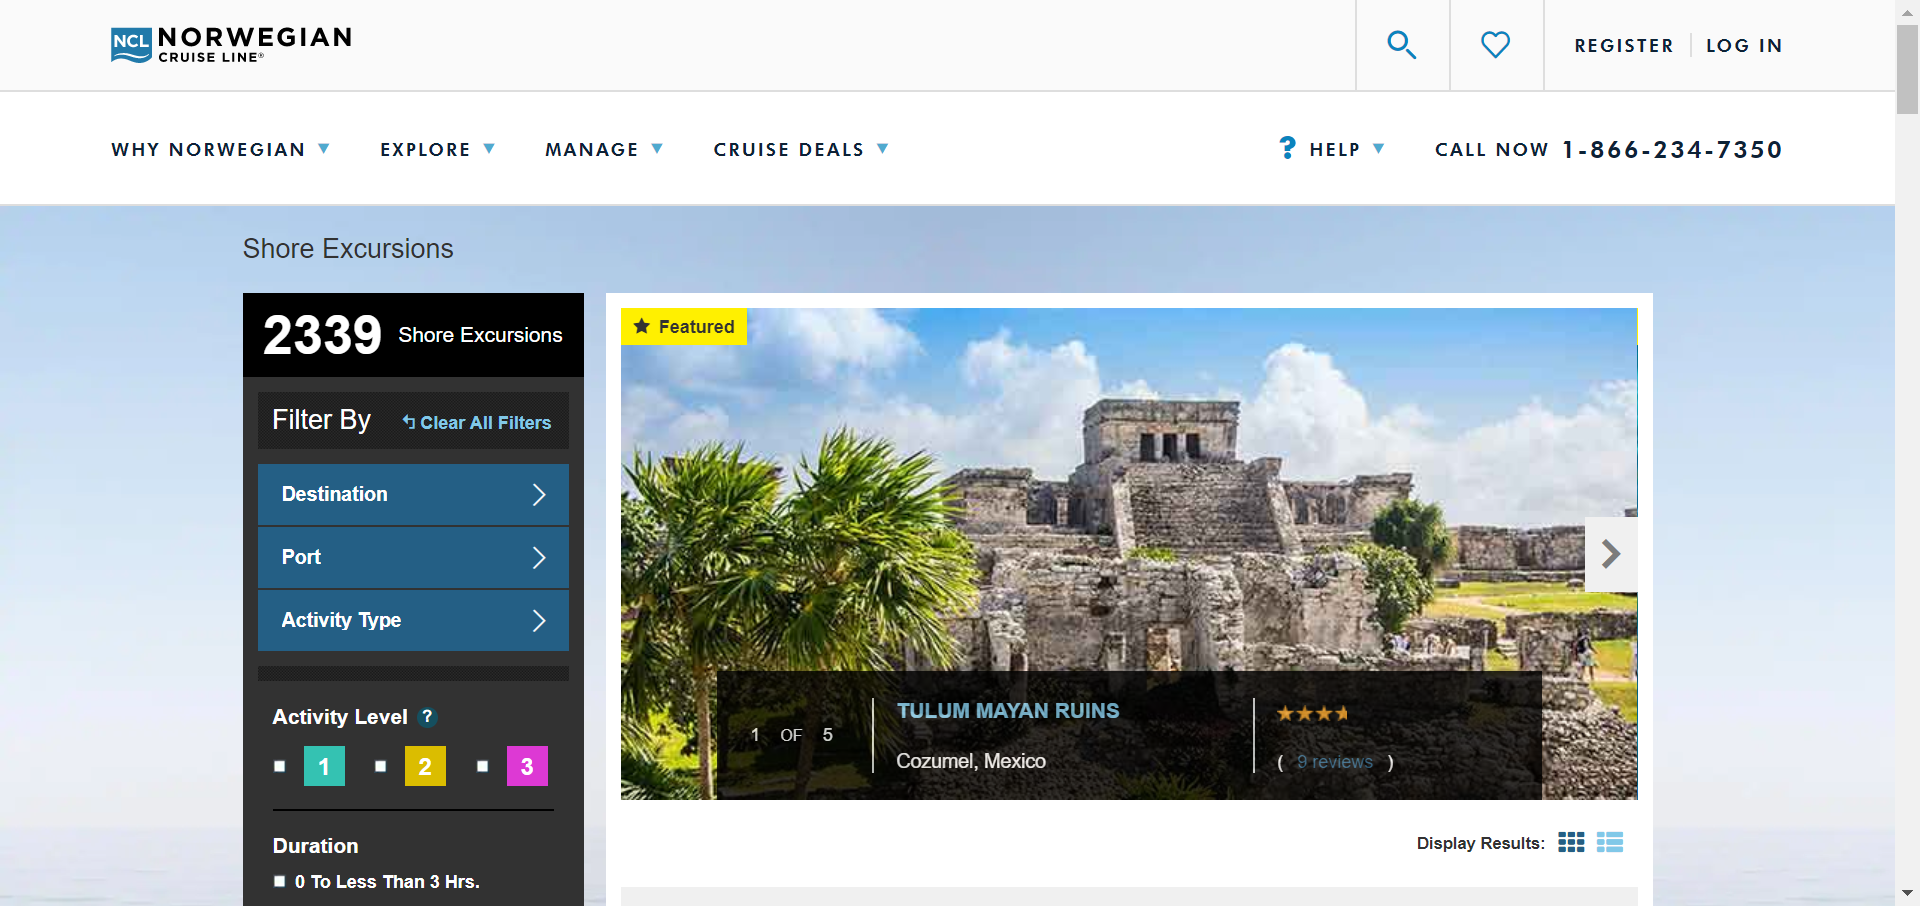 NCL NORWEGIAN
CRUISE LINE®
REGISTER LOG IN
WHY NORWEGIAN EXPLORE MANAGE CRUISE DEALS ? HELP CALL NOW 1-866-234-7350
Shore Excursions
2339 Shore Excursions
Filter By Clear All Filters
Destination
Port
Activity Type
Activity Level ?
1 2 3
Duration
0 To Less Than 3 Hrs.
Featured
1 OF 5
TULUM MAYAN RUINS
Cozumel, Mexico
( 9 reviews )
Display Results: